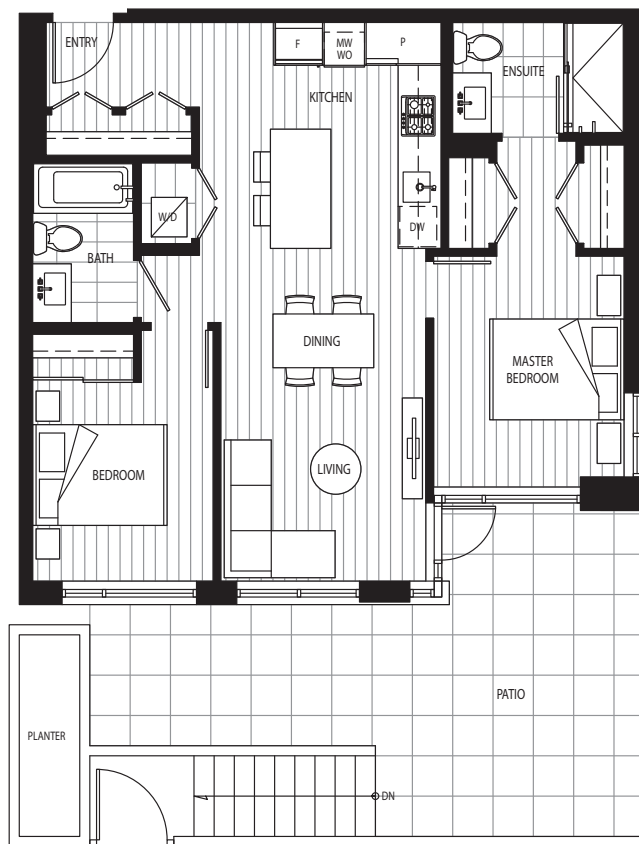 ENTRY
F
MW
WO
P
KITCHEN
ENSUITE
W/D
DW
BATH
DINING
MASTER
BEDROOM
BEDROOM
LIVING
PATIO
PLANTER
DN